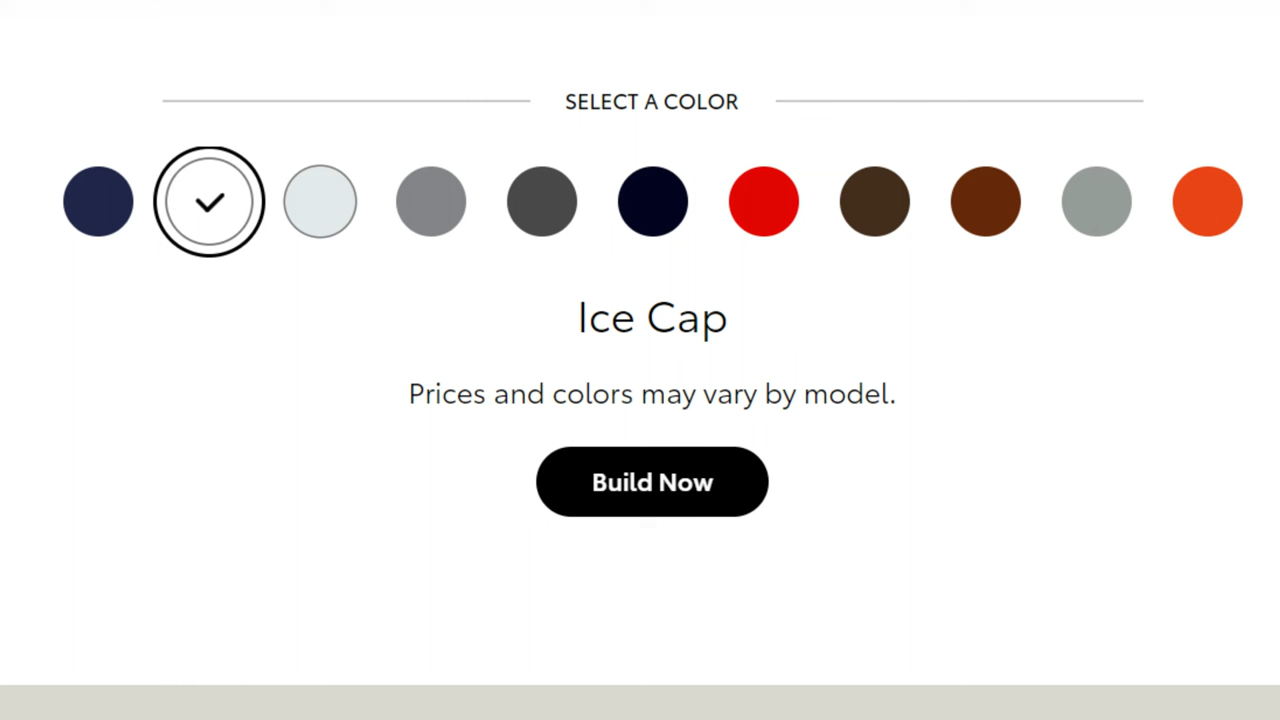 SELECT A COLOR
Ice Cap
Prices and colors may vary by model.
Build Now